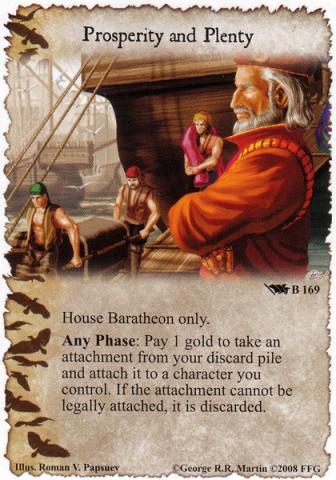 Prosperity and Plenty
B 169
House Baratheon only.
Any Phase: Pay 1 gold to take an
attachment from your discard pile
and attach it to a character you
control. If the attachment cannot be
legally attached, it is discarded.
Illus. Roman V. Papsuev ©George R.R. Martin ©2008 FFG